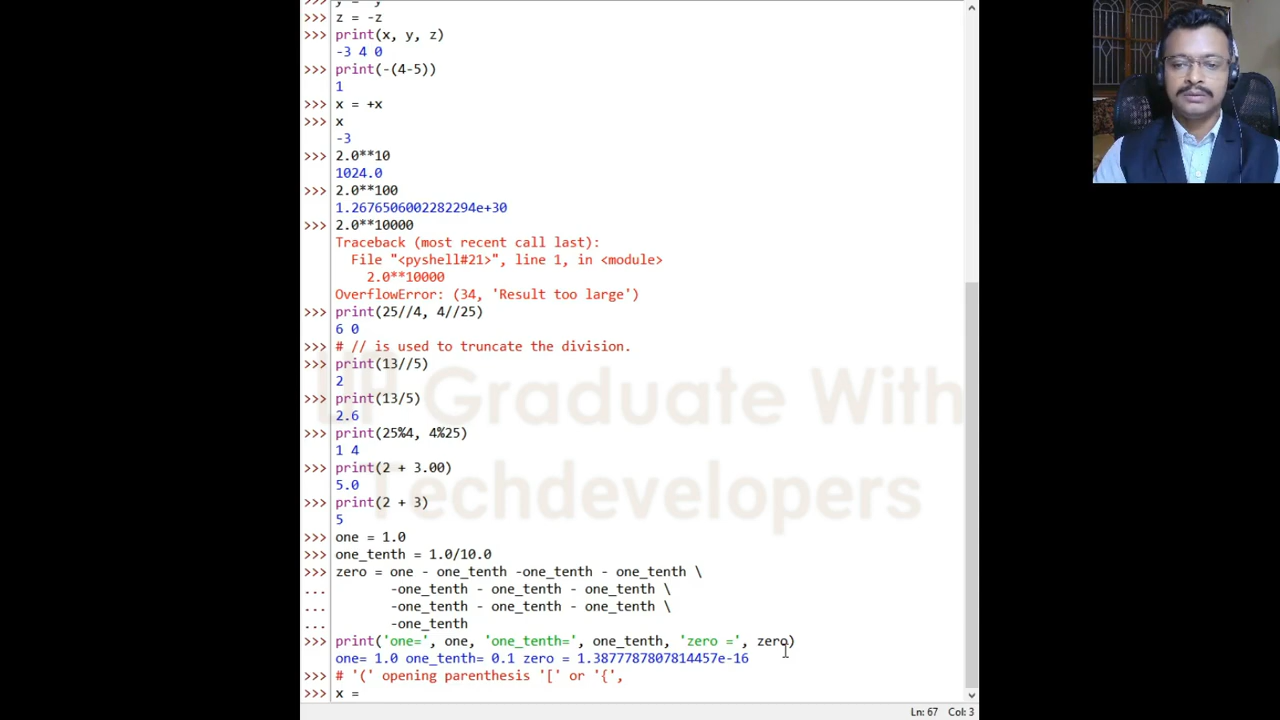 >>> y = -y
>>> z = -z
>>> print(x, y, z)
-3 4 0
>>> print(-(4-5))
1
>>> x = +x
>>> x
-3
>>> 2.0**10
1024.0
>>> 2.0**100
1.2676506002282294e+30
>>> 2.0**10000
Traceback (most recent call last):
File "<pyshell#21>", line 1, in <module>
2.0**10000
OverflowError: (34, 'Result too large')
>>> print(25//4, 4//25)
6 0
>>> # // is used to truncate the division.
>>> print(13//5)
2
>>> print(13/5)
2.6
>>> print(25%4, 4%25)
1 4
>>> print(2 + 3.00)
5.0
>>> print(2 + 3)
5
>>> one = 1.0
>>> one_tenth = 1.0/10.0
>>> zero = one - one_tenth -one_tenth - one_tenth \
... -one_tenth - one_tenth - one_tenth \
... -one_tenth - one_tenth - one_tenth \
... -one_tenth
>>> print('one=', one, 'one_tenth=', one_tenth, 'zero =', zero)
one= 1.0 one_tenth= 0.1 zero = 1.3877787807814457e-16
>>> # '(' opening parenthesis '[' or '{',
>>> x =
Graduate With
Techdevelopers
Ln: 67 Col: 3